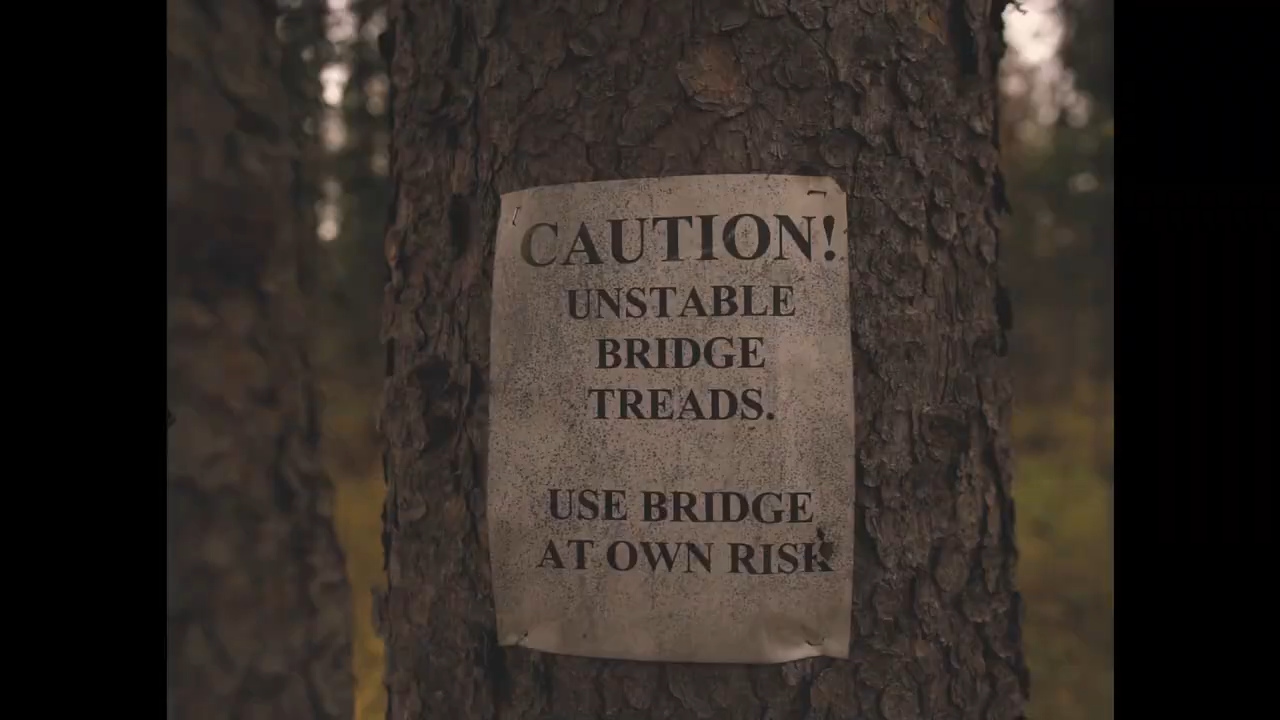 CAUTION!
UNSTABLE
BRIDGE
TREADS.
USE BRIDGE
AT OWN RISK